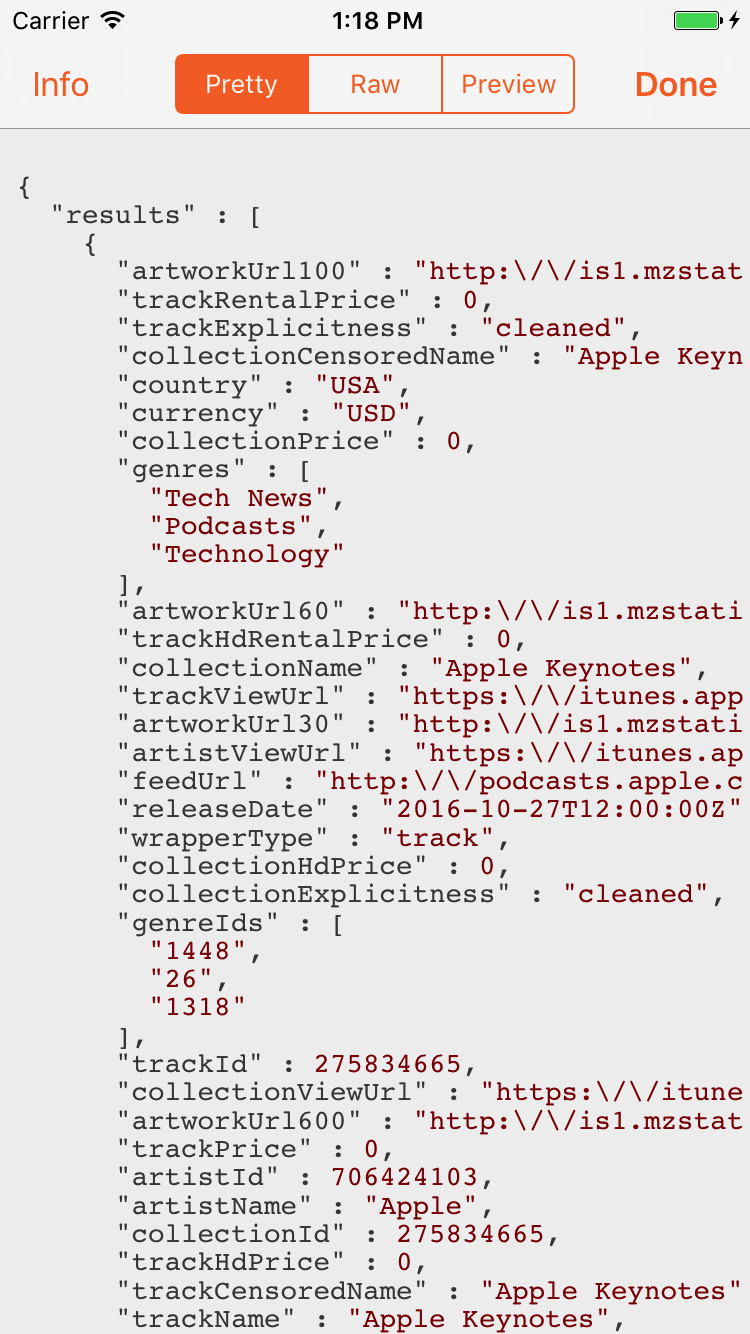 Carrier 1:18 PM
Info Pretty Raw Preview Done
{
"results" : [
{
"artworkUrl100" : "http:\/\/is1.mzstat
"trackRentalPrice" : 0,
"trackExplicitness" : "cleaned",
"collectionCensoredName" : "Apple Keyn
"country" : "USA",
"currency" : "USD",
"collectionPrice" : 0,
"genres" : [
"Tech News",
"Podcasts",
"Technology"
],
"artworkUrl60" : "http:\/\/is1.mzstati
"trackHdRentalPrice" : 0,
"collectionName" : "Apple Keynotes",
"trackViewUrl" : "https:\/\/itunes.app
"artworkUrl30" : "http:\/\/is1.mzstati
"artistViewUrl" : "https:\/\/itunes.ap
"feedUrl" : "http:\/\/podcasts.apple.c
"releaseDate" : "2016-10-27T12:00:00Z"
"wrapperType" : "track",
"collectionHdPrice" : 0,
"collectionExplicitness" : "cleaned",
"genreIds" : [
"1448",
"26",
"1318"
],
"trackId" : 275834665,
"collectionViewUrl" : "https:\/\/itune
"artworkUrl600" : "http:\/\/is1.mzstat
"trackPrice" : 0,
"artistId" : 706424103,
"artistName" : "Apple",
"collectionId" : 275834665,
"trackHdPrice" : 0,
"trackCensoredName" : "Apple Keynotes"
"trackName" : "Apple Keynotes",